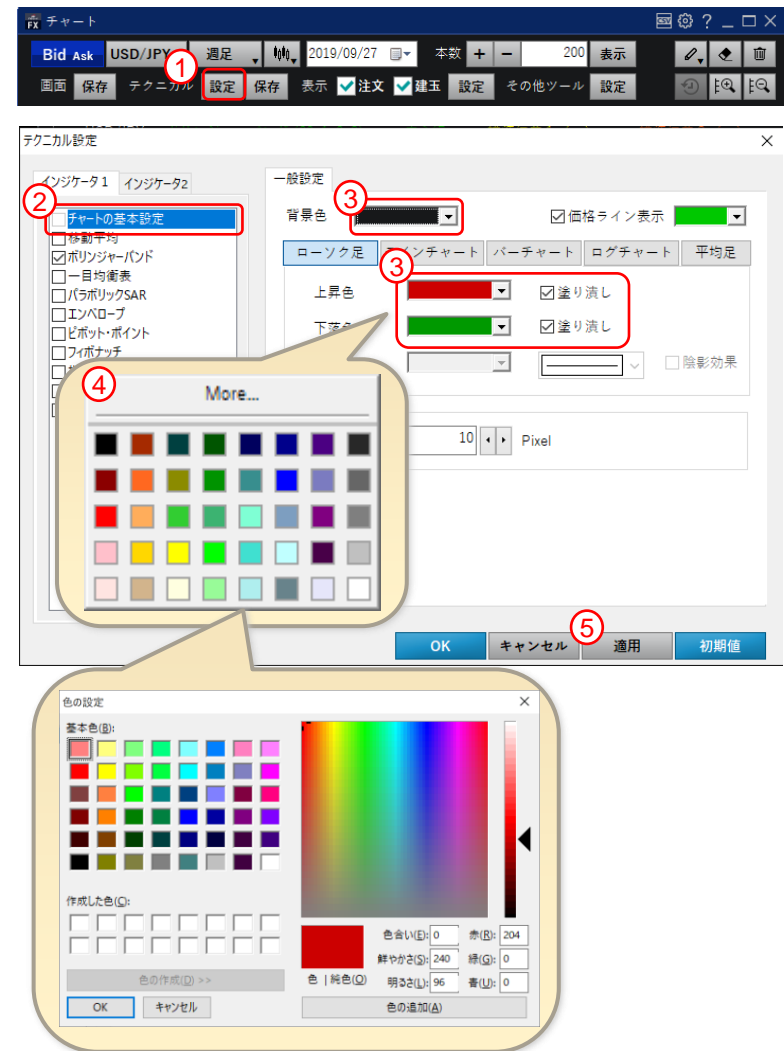 FX チャート
Bid Ask USD/JPY 週足 2019/09/27 本数 + − 200 表示
①
画面 保存 テクニカル 設定 保存 表示 注文 建玉 設定 その他ツール 設定
テクニカル設定
インジケータ1 インジケータ2
一般設定
②
チャートの基本設定
移動平均
ボリンジャーバンド
一目均衡表
パラボリックSAR
エンベロープ
ピボット・ポイント
フィボナッチ
③
背景色 価格ライン表示
ローソク足 ラインチャート バーチャート ログチャート 平均足
③
上昇色 塗り潰し
下落色 塗り潰し
陰影効果
10 Pixel
④
More...
⑤
OK キャンセル 適用 初期値
色の設定
基本色(B):
作成した色(C):
色の作成(D) >>
OK キャンセル
色 | 純色(O)
色合い(E): 0 赤(R): 204
鮮やかさ(S): 240 緑(G): 0
明るさ(L): 96 青(U): 0
色の追加(A)